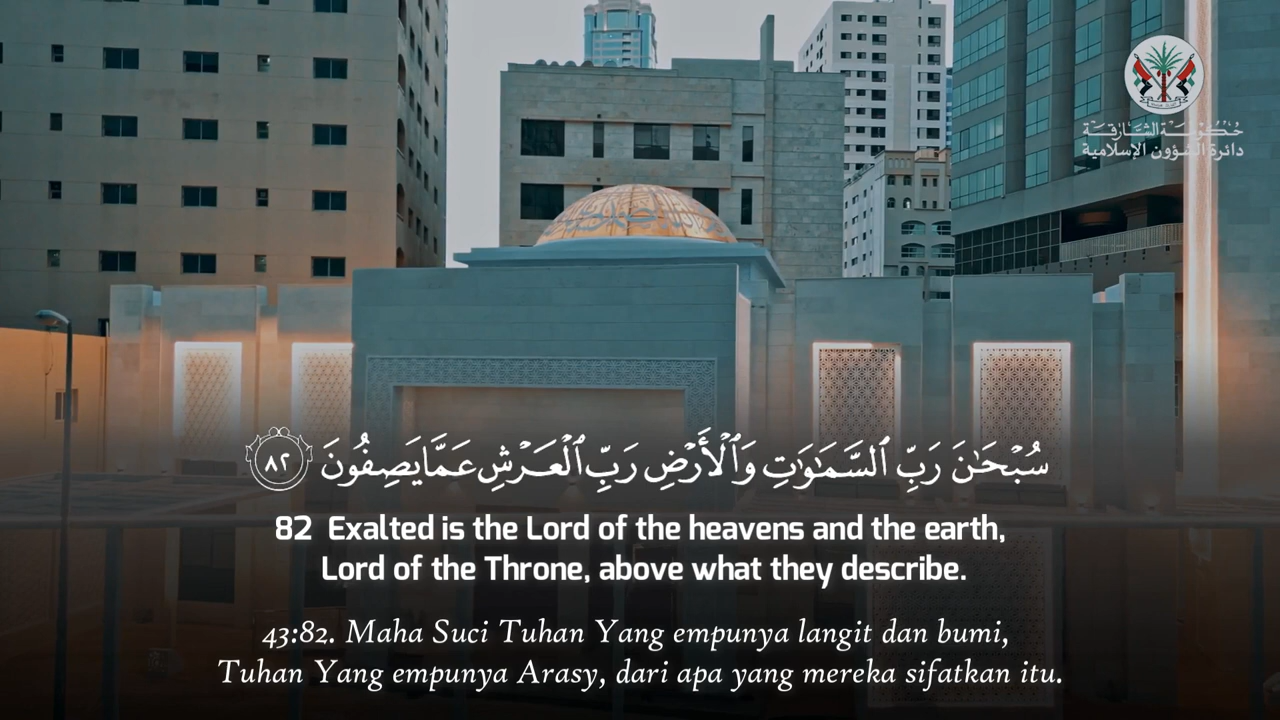 حكومة الشارقة
دائرة الشؤون الإسلامية
سُبْحَٰنَ رَبِّ ٱلسَّمَٰوَٰتِ وَٱلْأَرْضِ رَبِّ ٱلْعَرْشِ عَمَّا يَصِفُونَ ٨٢
82 Exalted is the Lord of the heavens and the earth,
Lord of the Throne, above what they describe.
43:82. Maha Suci Tuhan Yang empunya langit dan bumi,
Tuhan Yang empunya Arasy, dari apa yang mereka sifatkan itu.